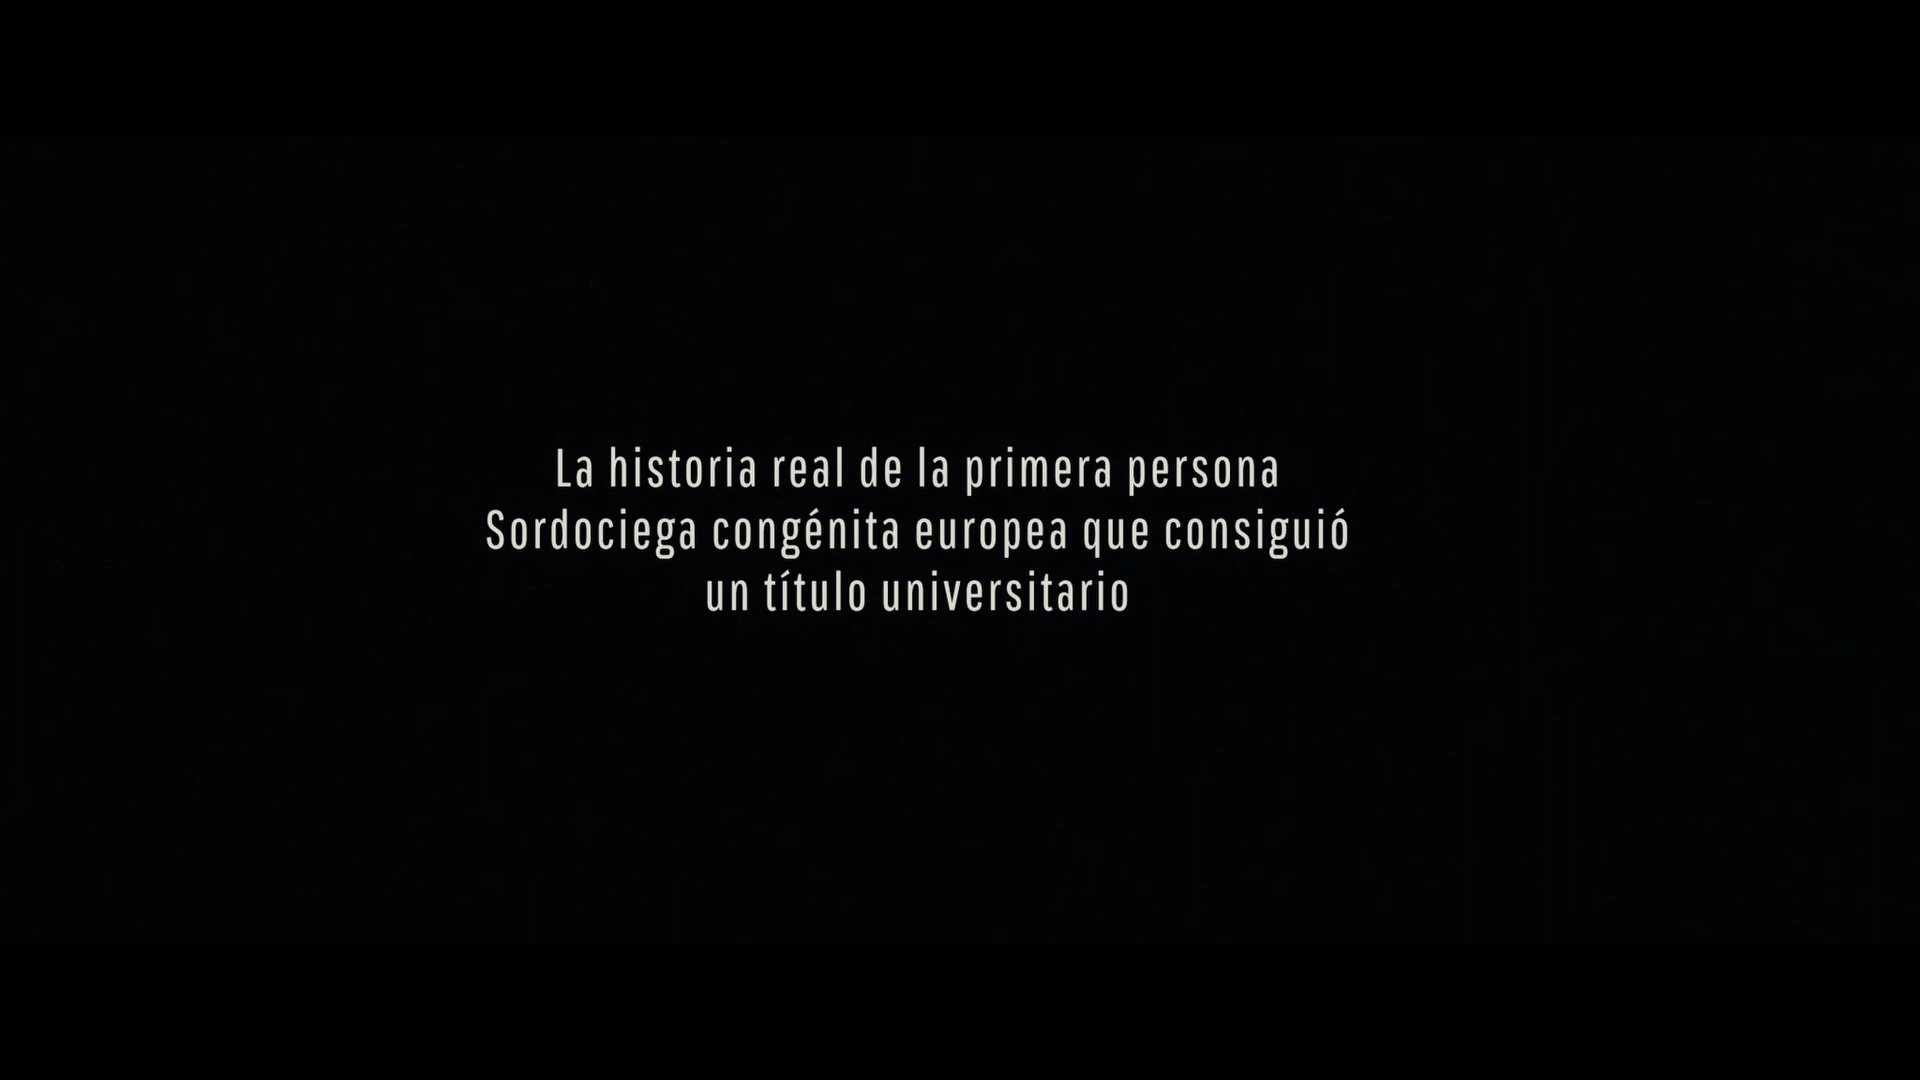 La historia real de la primera persona
Sordociega congénita europea que consiguió
un título universitario